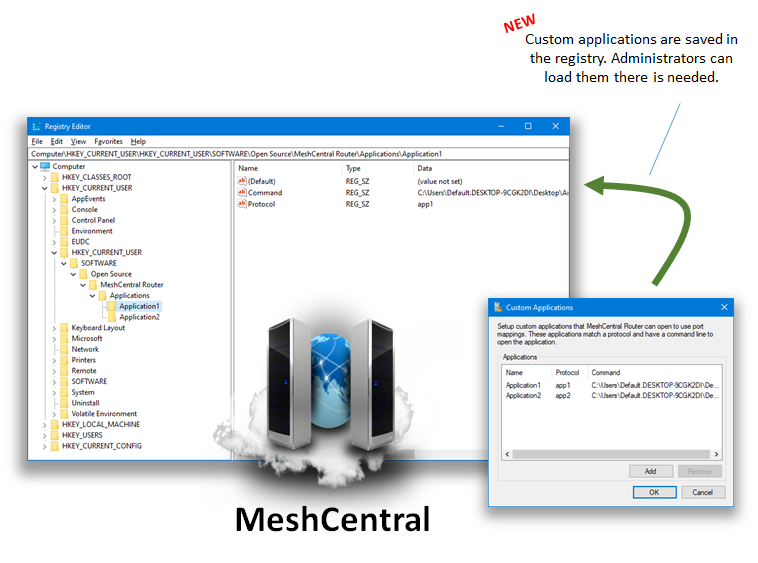 NEW
Custom applications are saved in
the registry. Administrators can
load them there is needed.
Registry Editor
File Edit View Favorites Help
Computer\HKEY_CURRENT_USER\HKEY_CURRENT_USER\SOFTWARE\Open Source\MeshCentral Router\Applications\Application1
Computer
HKEY_CLASSES_ROOT
HKEY_CURRENT_USER
AppEvents
Console
Control Panel
Environment
EUDC
HKEY_CURRENT_USER
SOFTWARE
Open Source
MeshCentral Router
Applications
Application1
Application2
Keyboard Layout
Microsoft
Network
Printers
Remote
SOFTWARE
System
Uninstall
Volatile Environment
HKEY_LOCAL_MACHINE
HKEY_USERS
HKEY_CURRENT_CONFIG
Name Type Data
(Default) REG_SZ (value not set)
Command REG_SZ C:\Users\Default.DESKTOP-9CGK2DI\Desktop\A
Protocol REG_SZ app1
Custom Applications
Setup custom applications that MeshCentral Router can open to use port
mappings. These applications match a protocol and have a command line to
open the application.
Applications
Name Protocol Command
Application1 app1 C:\Users\Default.DESKTOP-9CGK2DI\De...
Application2 app2 C:\Users\Default.DESKTOP-9CGK2DI\De...
Add Remove
OK Cancel
MeshCentral